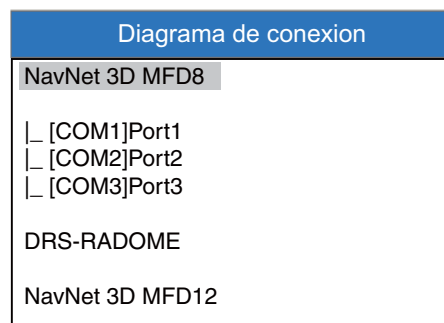 Diagrama de conexion
NavNet 3D MFD8
|_ [COM1]Port1
|_ [COM2]Port2
|_ [COM3]Port3
DRS-RADOME
NavNet 3D MFD12